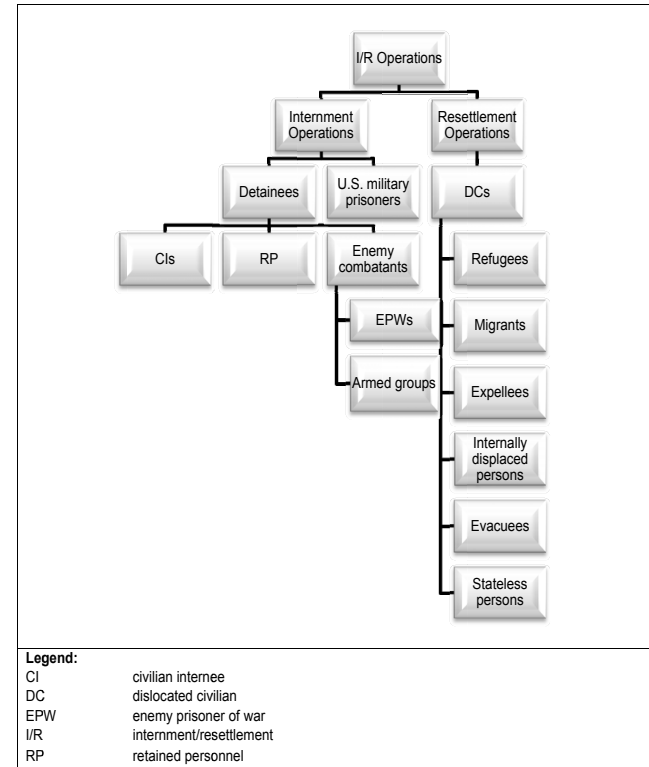 I/R Operations
Internment
Operations
Resettlement
Operations
Detainees
U.S. military
prisoners
DCs
CIs
RP
Enemy
combatants
Refugees
EPWs
Migrants
Armed groups
Expellees
Internally
displaced
persons
Evacuees
Stateless
persons
Legend:
CI civilian internee
DC dislocated civilian
EPW enemy prisoner of war
I/R internment/resettlement
RP retained personnel